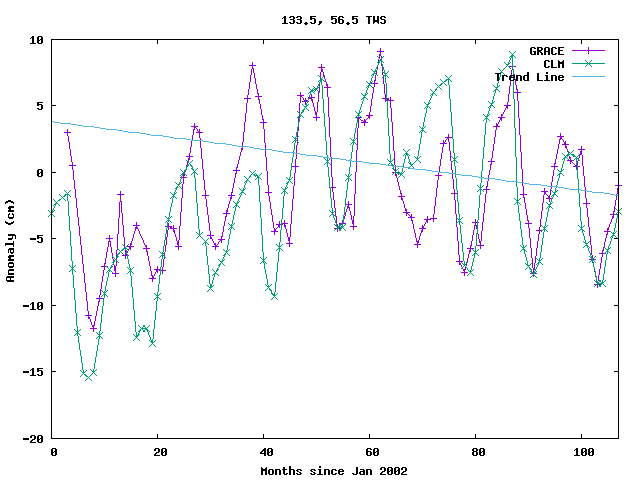 133.5, 56.5 TWS
GRACE
CLM
Trend Line
10
5
0
-5
-10
-15
-20
Anomaly (cm)
0 20 40 60 80 100
Months since Jan 2002